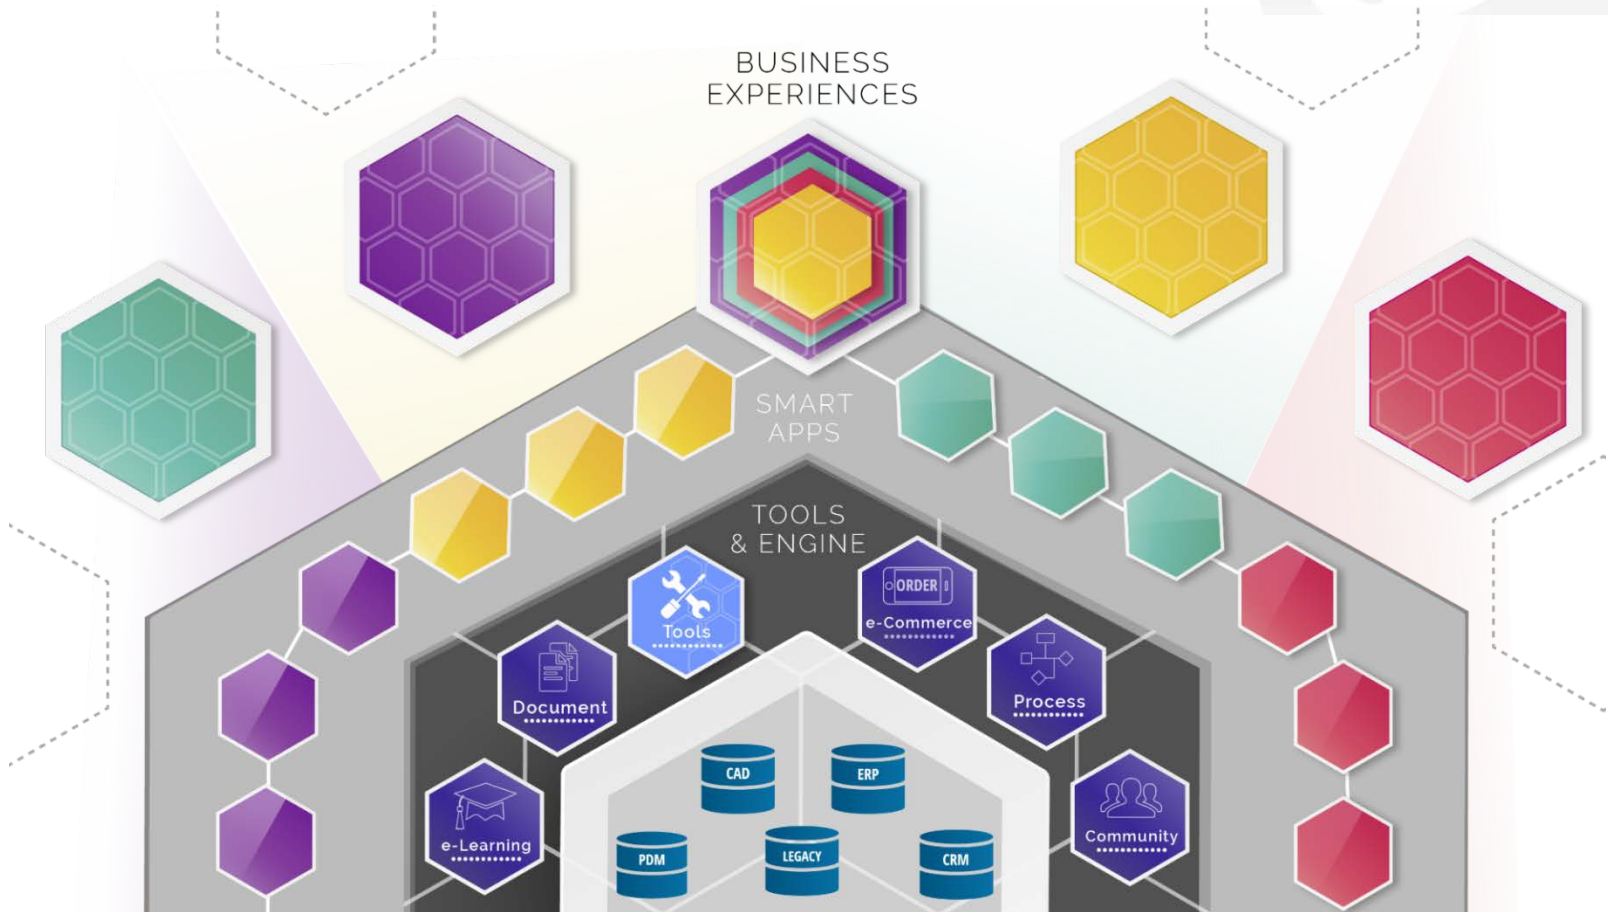 BUSINESS
EXPERIENCES
SMART
APPS
TOOLS
& ENGINE
Tools
ORDER
e-Commerce
Document
Process
e-Learning
Community
CAD
ERP
PDM
LEGACY
CRM